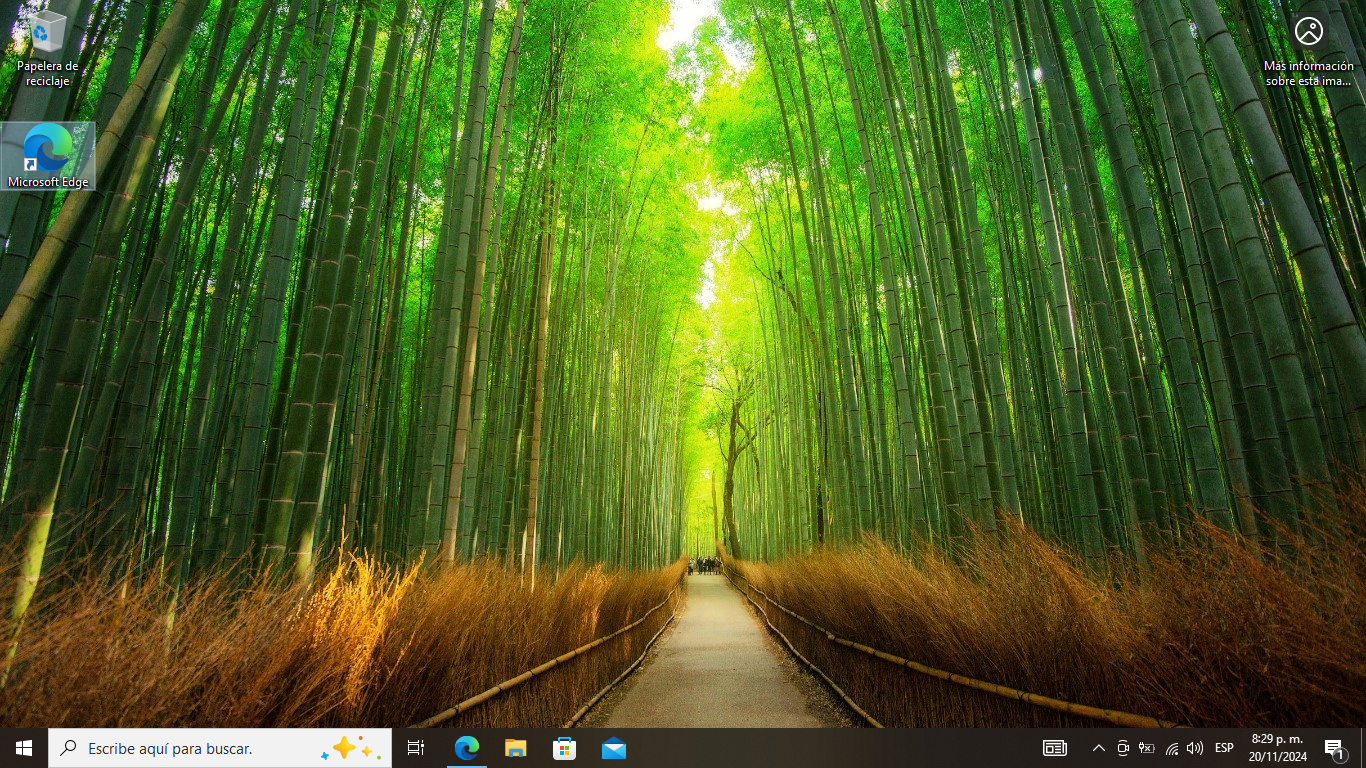 Papelera de
reciclaje
Más información
sobre esta ima...
Microsoft Edge
Escribe aquí para buscar.
ESP
8:29 p. m.
20/11/2024
1